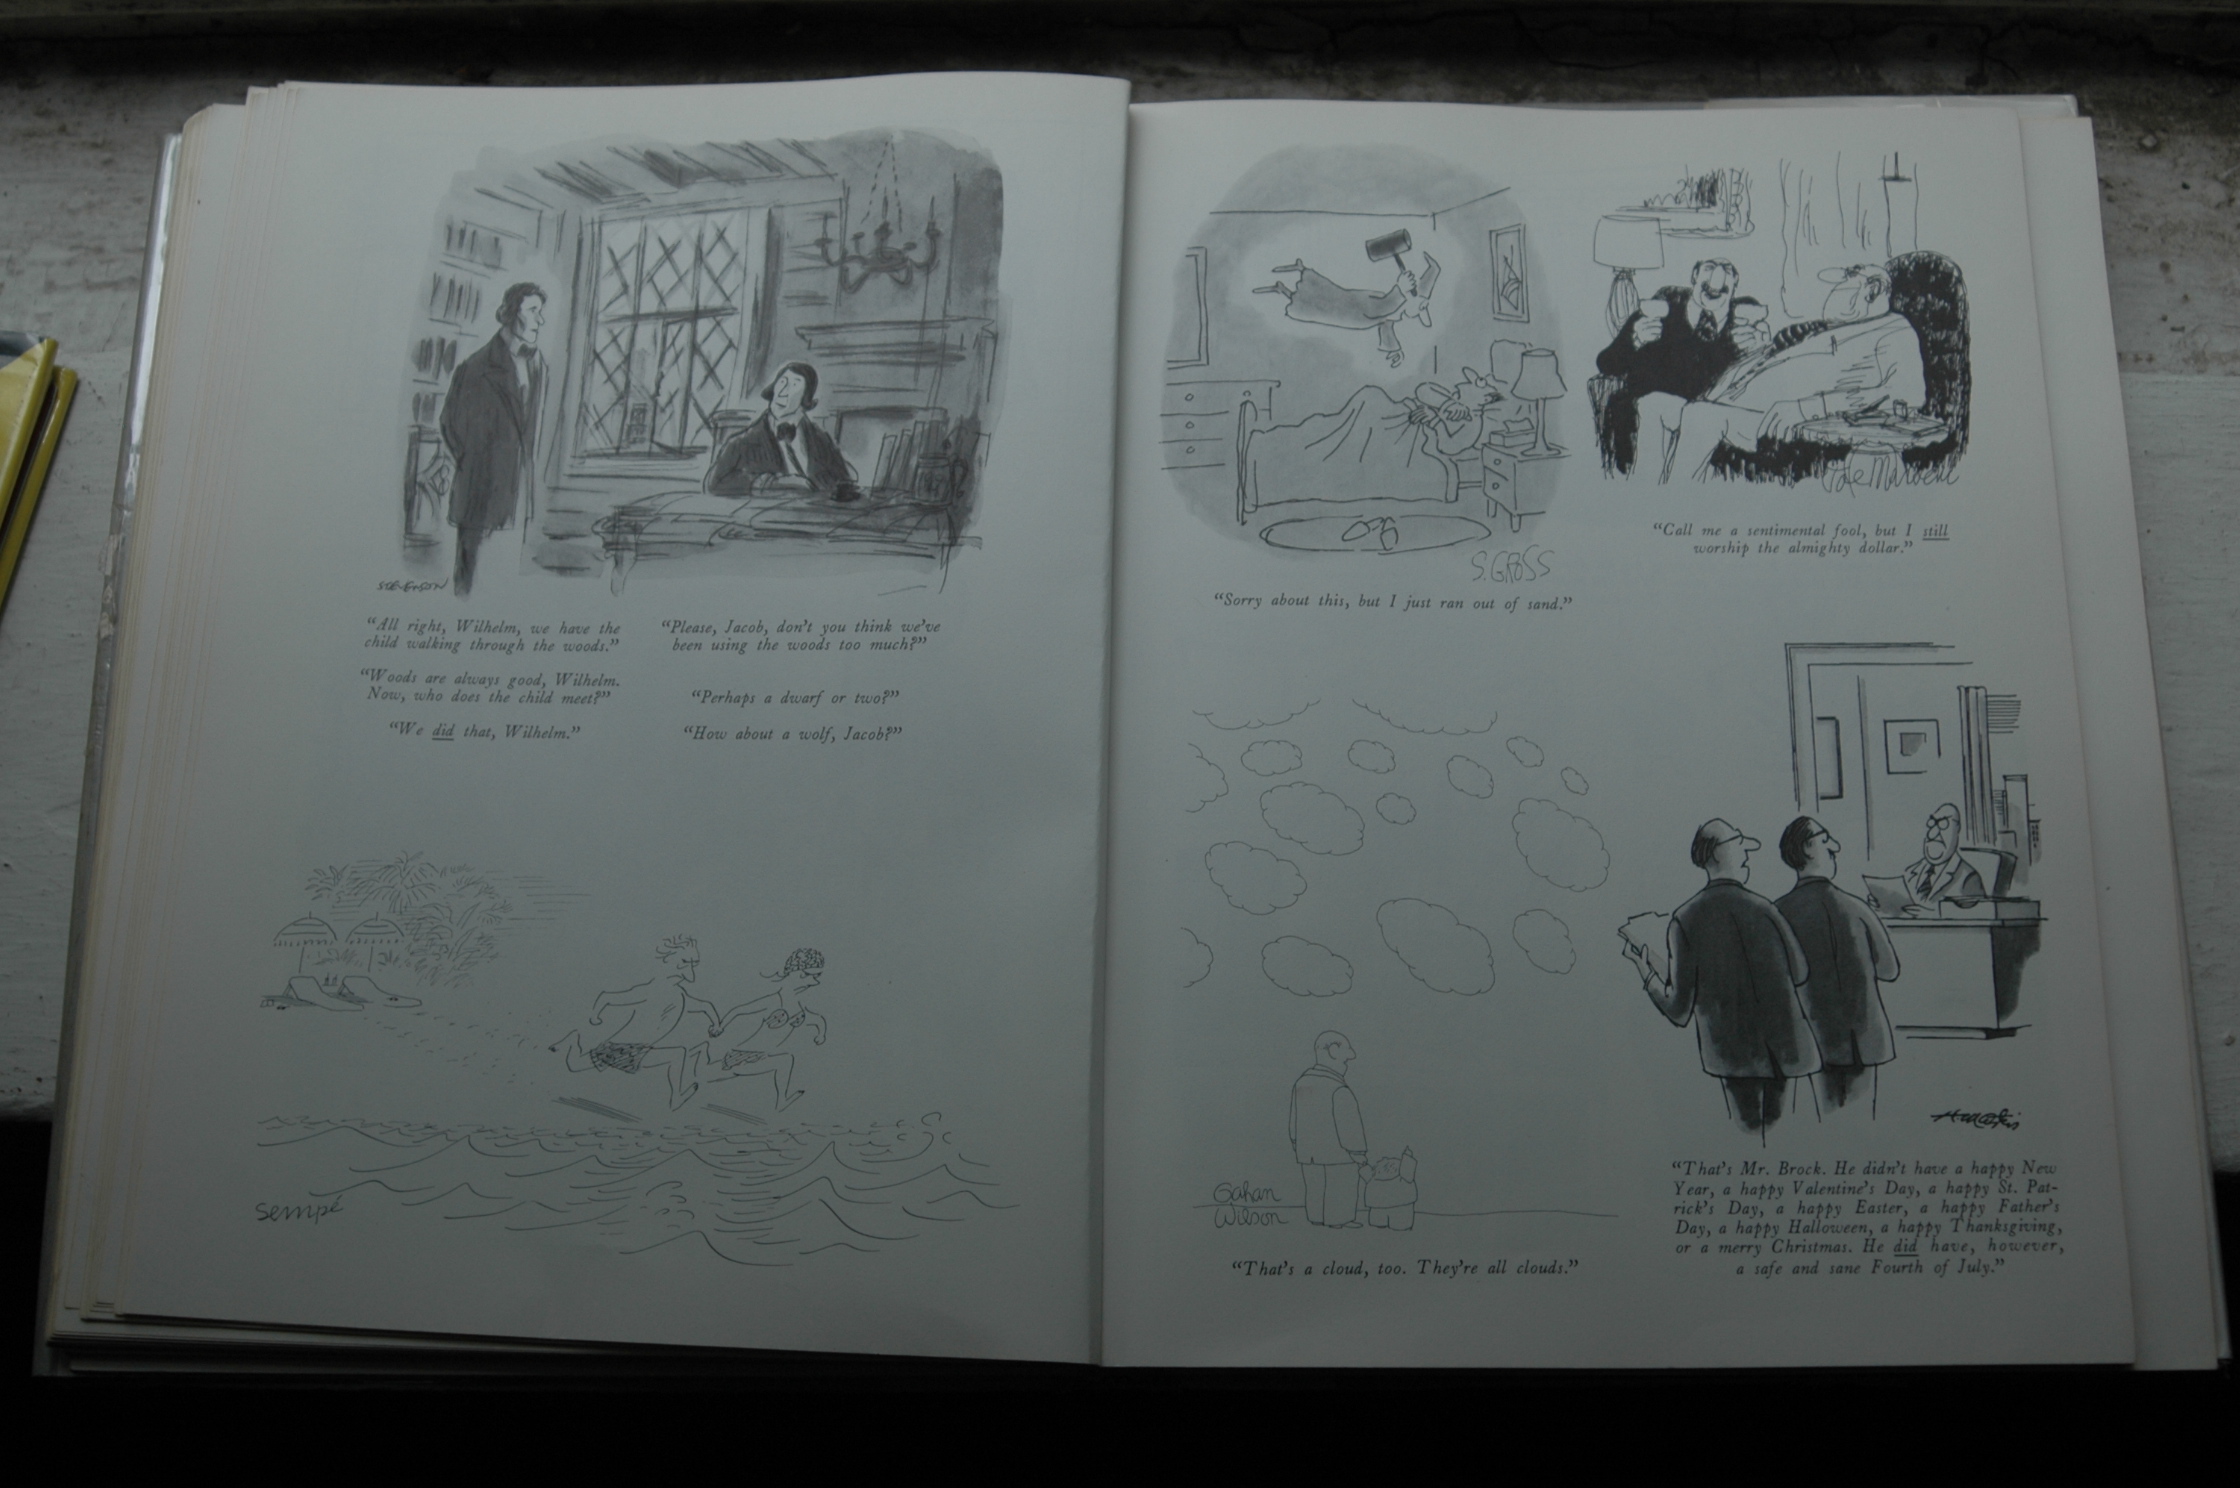 STEVENSON
“All right, Wilhelm, we have the
child walking through the woods.”
“Please, Jacob, don't you think we've
been using the woods too much?”
“Woods are always good, Wilhelm.
Now, who does the child meet?”
“Perhaps a dwarf or two?”
“We did that, Wilhelm.”
“How about a wolf, Jacob?”
Sempé
S. GROSS
“Sorry about this, but I just ran out of sand.”
“Call me a sentimental fool, but I still
worship the almighty dollar.”
Gahan
Wilson
“That's a cloud, too. They're all clouds.”
“That's Mr. Brock. He didn't have a happy New
Year, a happy Valentine's Day, a happy St. Pat-
rick's Day, a happy Easter, a happy Father's
Day, a happy Halloween, a happy Thanksgiving,
or a merry Christmas. He did have, however,
a safe and sane Fourth of July.”